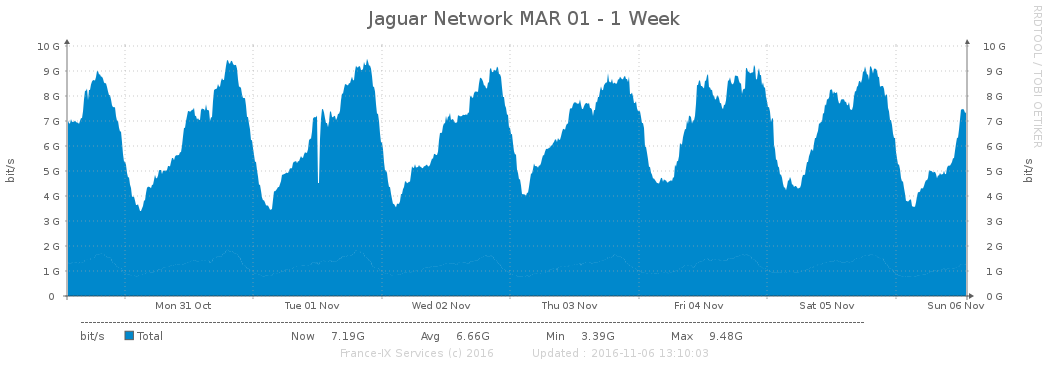 Jaguar Network MAR 01 - 1 Week
RRDTOOL / TOBI OETIKER
10 G 10 G
9 G 9 G
8 G 8 G
7 G 7 G
6 G 6 G
5 G 5 G
4 G 4 G
3 G 3 G
2 G 2 G
1 G 1 G
0 0 G
bit/s
bit/s
Mon 31 Oct Tue 01 Nov Wed 02 Nov Thu 03 Nov Fri 04 Nov Sat 05 Nov Sun 06 Nov
bit/s Total Now 7.19G Avg 6.66G Min 3.39G Max 9.48G
France-IX Services (c) 2016 Updated : 2016-11-06 13:10:03